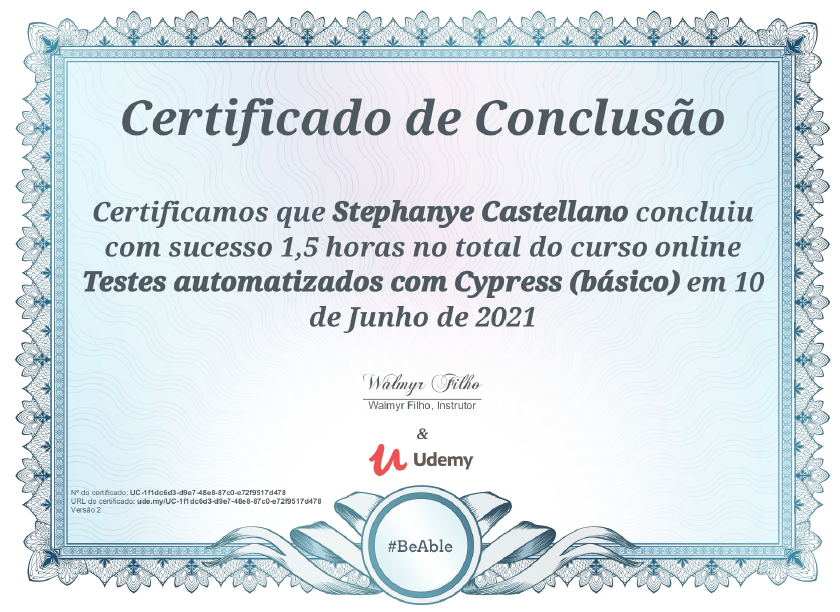 Certificado de Conclusão
Certificamos que Stephanye Castellano concluiu
com sucesso 1,5 horas no total do curso online
Testes automatizados com Cypress (básico) em 10
de Junho de 2021
Walmyr Filho
Walmyr Filho, Instrutor
&
Udemy
Nº do certificado: UC-1f1dc6d3-d9e7-48e8-87c0-e72f9517d478
URL do certificado: ude.my/UC-1f1dc6d3-d9e7-48e8-87c0-e72f9517d478
Versão 2
#BeAble